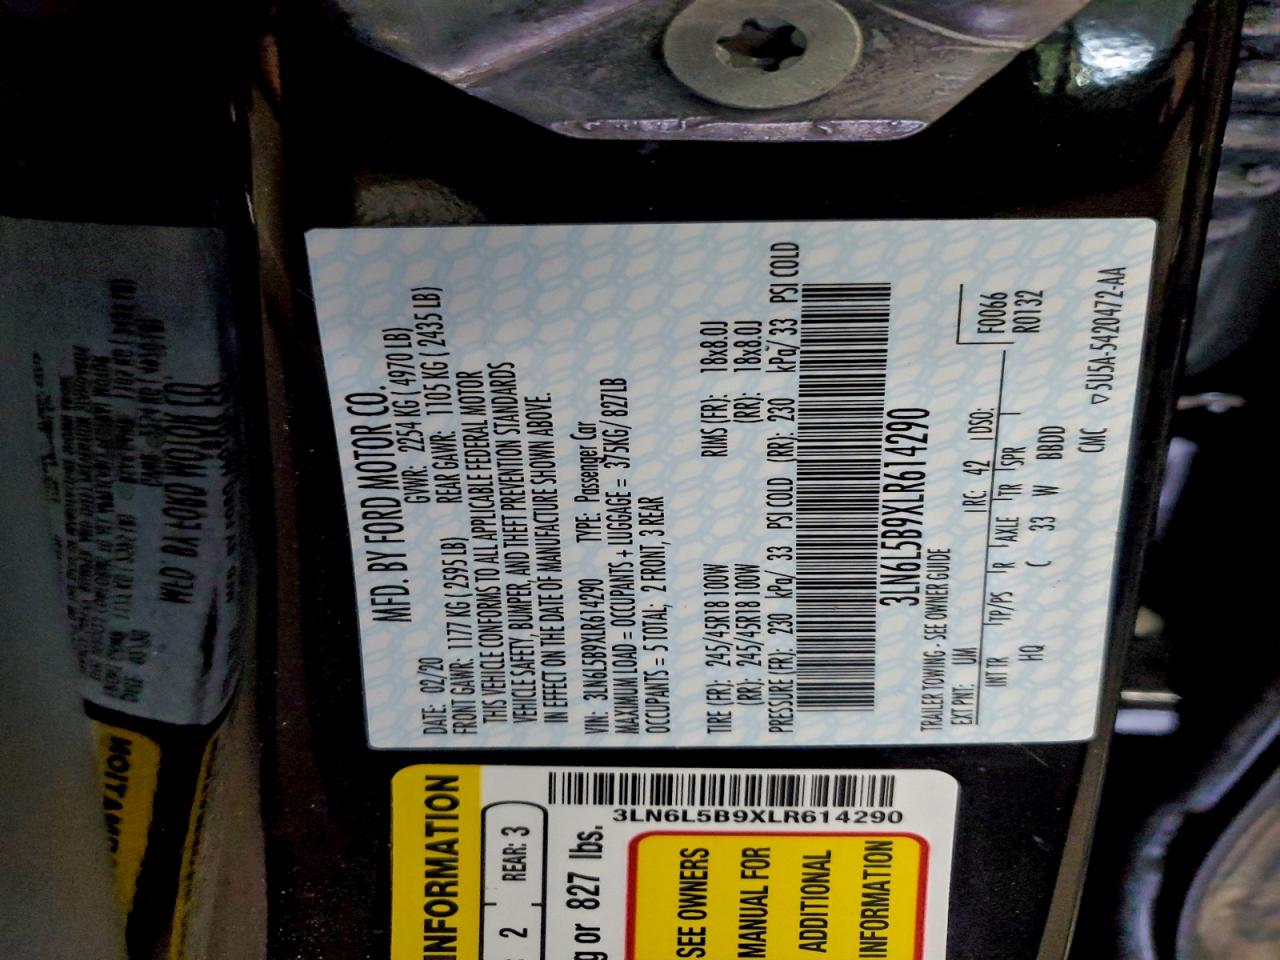 MFD. BY FORD MOTOR CO.
DATE: 02/20 GVWR: 2254 KG ( 4970 LB)
FRONT GAWR: 1177 KG ( 2595 LB) REAR GAWR: 1105 KG ( 2435 LB)
THIS VEHICLE CONFORMS TO ALL APPLICABLE FEDERAL MOTOR
VEHICLE SAFETY, BUMPER, AND THEFT PREVENTION STANDARDS
IN EFFECT ON THE DATE OF MANUFACTURE SHOWN ABOVE.
VIN: 3LN6L5B9XLR614290 TYPE: Passenger Car
MAXIMUM LOAD = OCCUPANTS + LUGGAGE = 375KG/ 827LB
OCCUPANTS = 5 TOTAL; 2 FRONT, 3 REAR
TIRE (FR): 245/45R18 100W RMS (FR): 18x8.0J
(RR): 245/45R18 100W (RR): 18x8.0J
PRESSURE (FR): 230 kPa/ 33 PSI COLD (RR): 230 kPa/ 33 PSI COLD
3LN6L5B9XLR614290
TRAILER TOWING - SEE OWNER GUIDE
EXT PNT: UM RC: 42 DSO: F0066
INT TR TP/PS R AXLE TR SPR R0132
HQ C 33 W BBDD
CMC ▽5U5A-5420472-AA
INFORMATION
2 REAR: 3
g or 827 lbs.
3LN6L5B9XLR614290
SEE OWNERS
MANUAL FOR
ADDITIONAL
INFORMATION